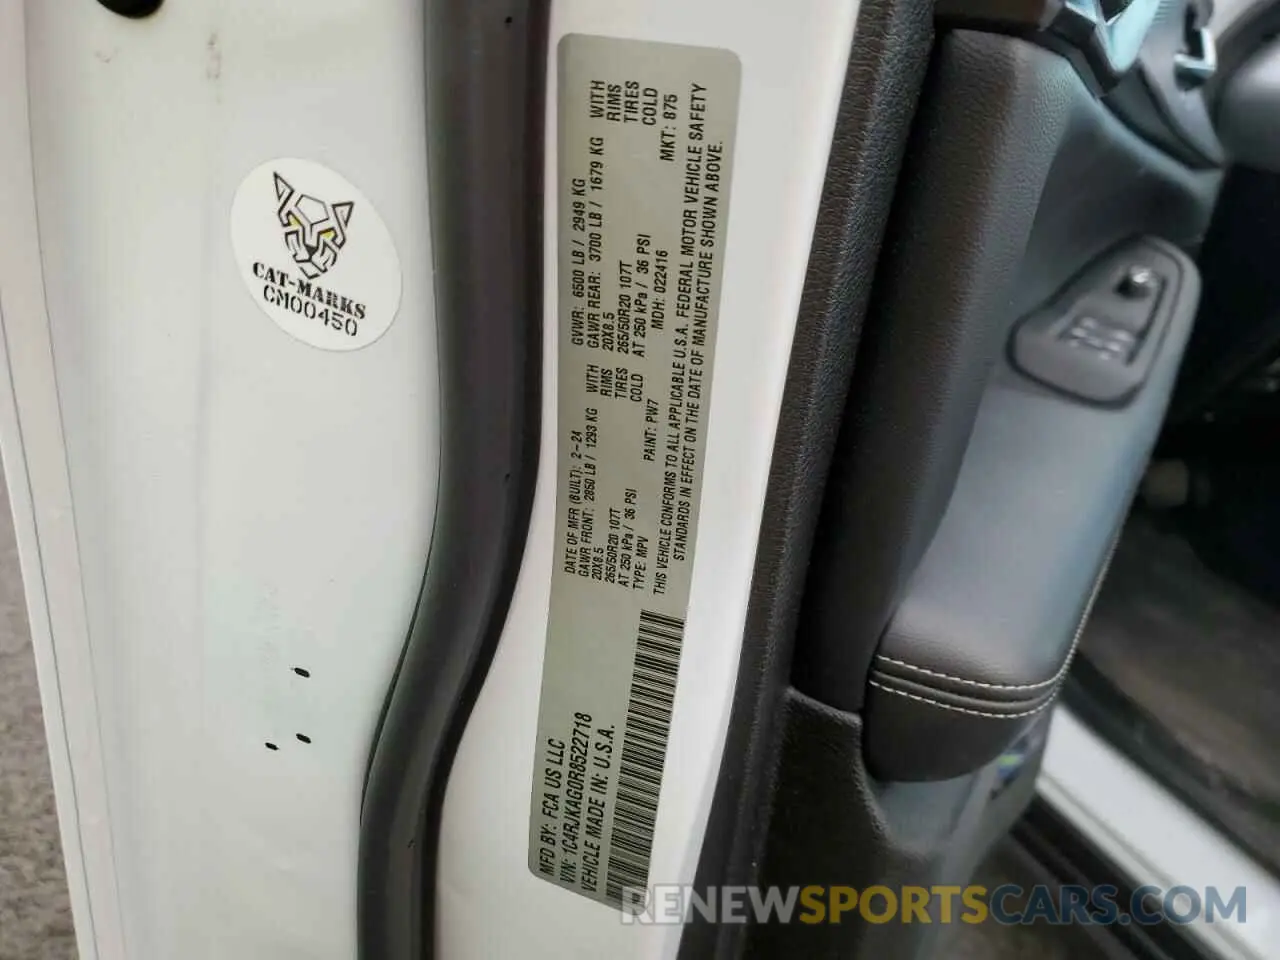 MFD BY: FCA US LLC
VIN: 1C4RJKAG0R8522718
VEHICLE MADE IN: U.S.A.
DATE OF MFR (BUILT): 2-24 GVWR: 6500 LB / 2949 KG
GAWR FRONT: 2850 LB / 1293 KG WITH GAWR REAR: 3700 LB / 1679 KG WITH
20X8.5 RIMS 20X8.5 RIMS
265/50R20 107T TIRES 265/50R20 107T TIRES
AT 250 kPa / 36 PSI COLD AT 250 kPa / 36 PSI COLD
TYPE: MPV PAINT: PW7 MDH: 022416 MKT: 875
THIS VEHICLE CONFORMS TO ALL APPLICABLE U.S.A. FEDERAL MOTOR VEHICLE SAFETY
STANDARDS IN EFFECT ON THE DATE OF MANUFACTURE SHOWN ABOVE.
CAT-MARKS
CM00450
RENEWSPORTSCARS.COM